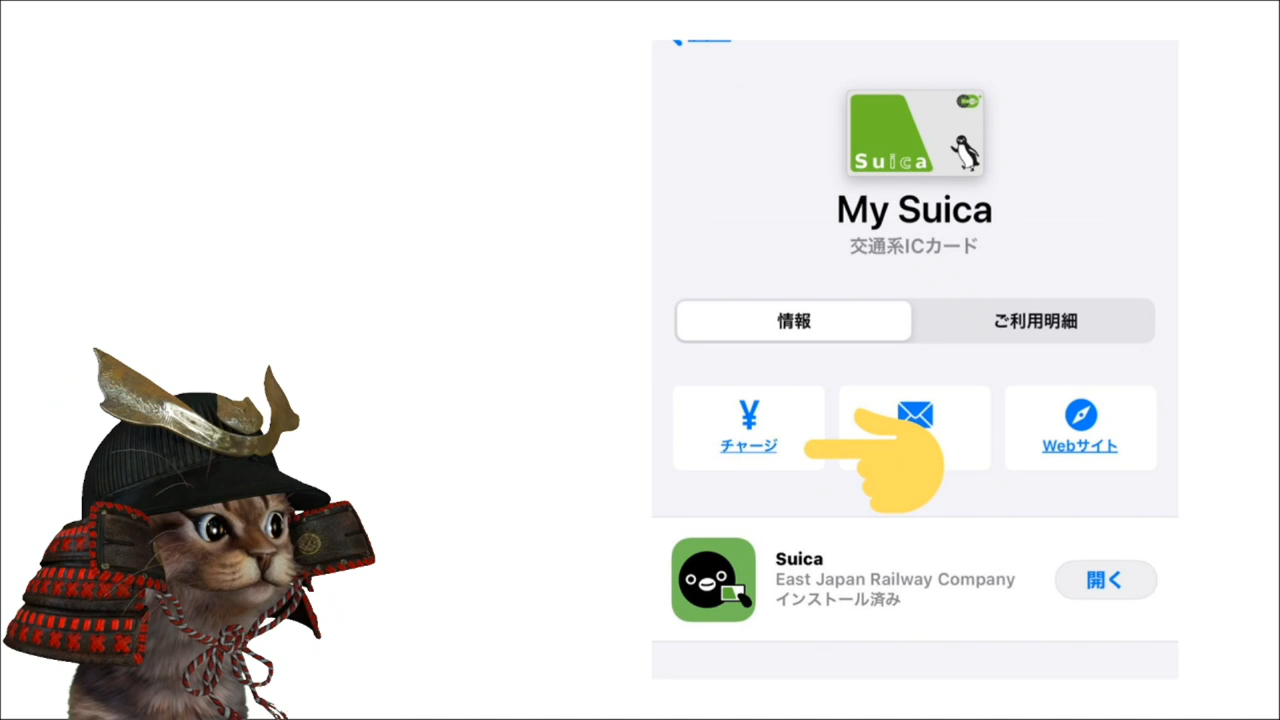 Suica
My Suica
交通系ICカード
情報
ご利用明細
¥
チャージ
Webサイト
Suica
East Japan Railway Company
インストール済み
開く